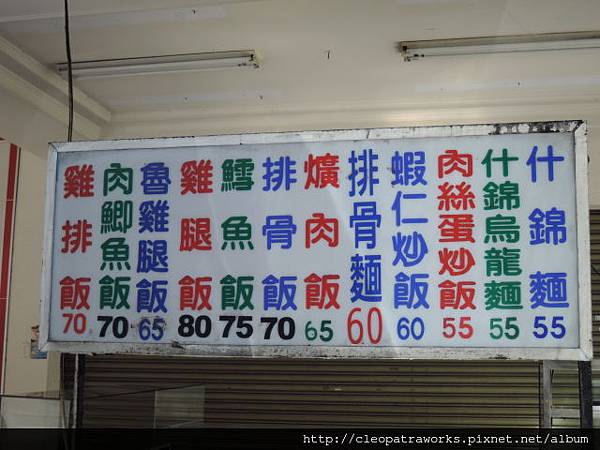 什錦麵 55
什錦烏龍麵 55
肉絲蛋炒飯 55
蝦仁炒飯 60
排骨麵 60
爌肉飯 65
排骨飯 70
鱈魚飯 75
雞腿飯 80
魯雞腿飯 65
肉鯽魚飯 70
雞排飯 70
http://cleopatraworks.pixnet.net/album